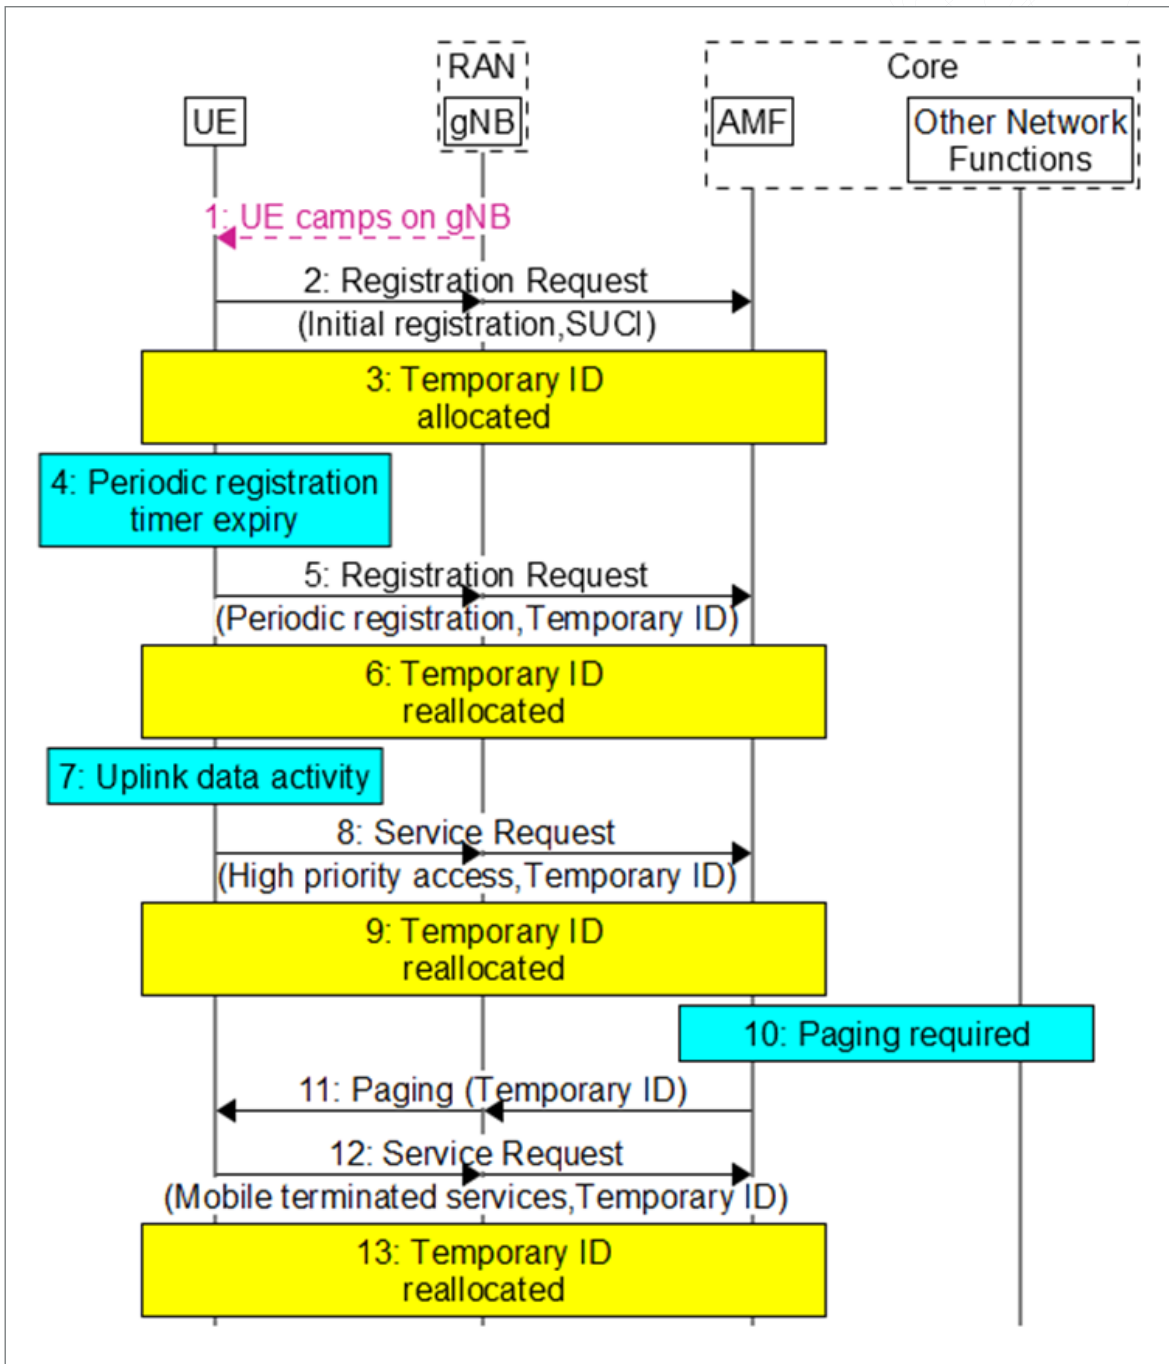 RAN
Core
UE
gNB
AMF
Other Network
Functions
1: UE camps on gNB
2: Registration Request
(Initial registration,SUCI)
3: Temporary ID
allocated
4: Periodic registration
timer expiry
5: Registration Request
(Periodic registration,Temporary ID)
6: Temporary ID
reallocated
7: Uplink data activity
8: Service Request
(High priority access,Temporary ID)
9: Temporary ID
reallocated
10: Paging required
11: Paging (Temporary ID)
12: Service Request
(Mobile terminated services,Temporary ID)
13: Temporary ID
reallocated